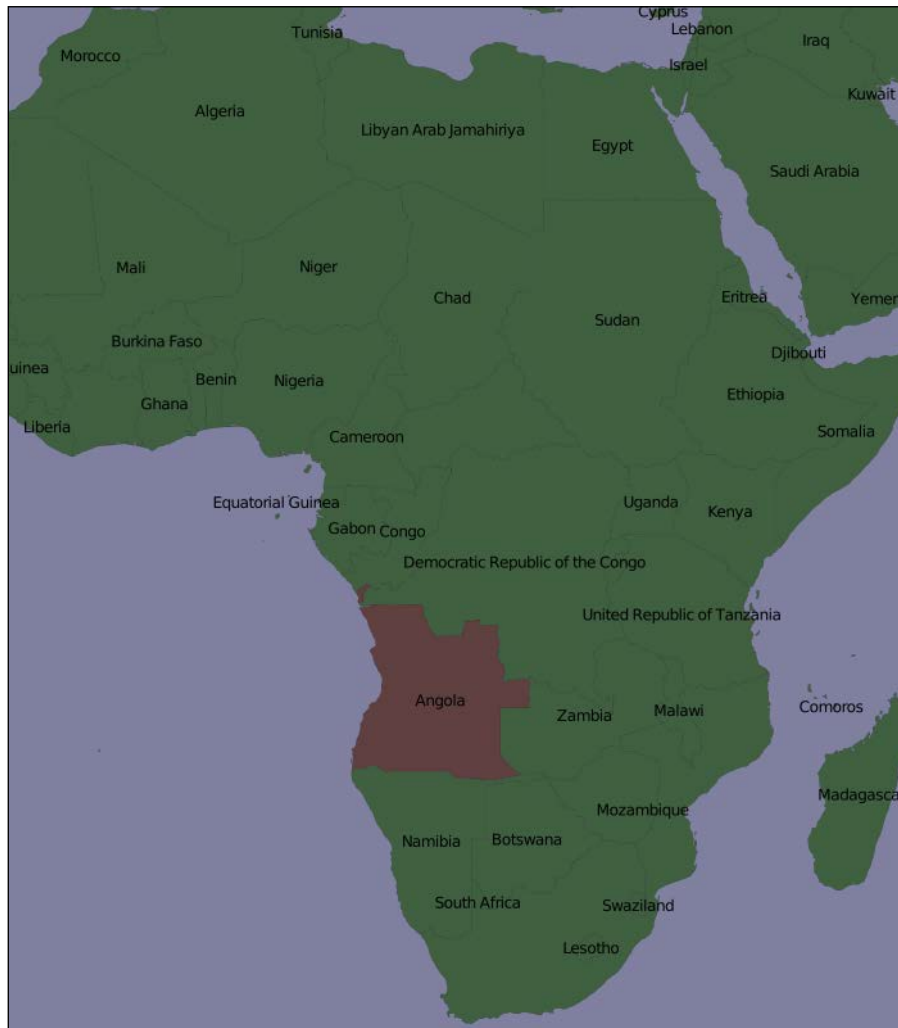 Cyprus
Tunisia
Lebanon
Iraq
Morocco
Israel
Kuwait
Algeria
Libyan Arab Jamahiriya
Egypt
Saudi Arabia
Mali
Niger
Chad
Eritrea
Yemen
Sudan
Burkina Faso
Djibouti
uinea
Benin
Nigeria
Ethiopia
Ghana
Liberia
Cameroon
Somalia
Equatorial Guinea
Uganda
Kenya
Gabon
Congo
Democratic Republic of the Congo
United Republic of Tanzania
Angola
Zambia
Malawi
Comoros
Madagasca
Mozambique
Namibia
Botswana
South Africa
Swaziland
Lesotho